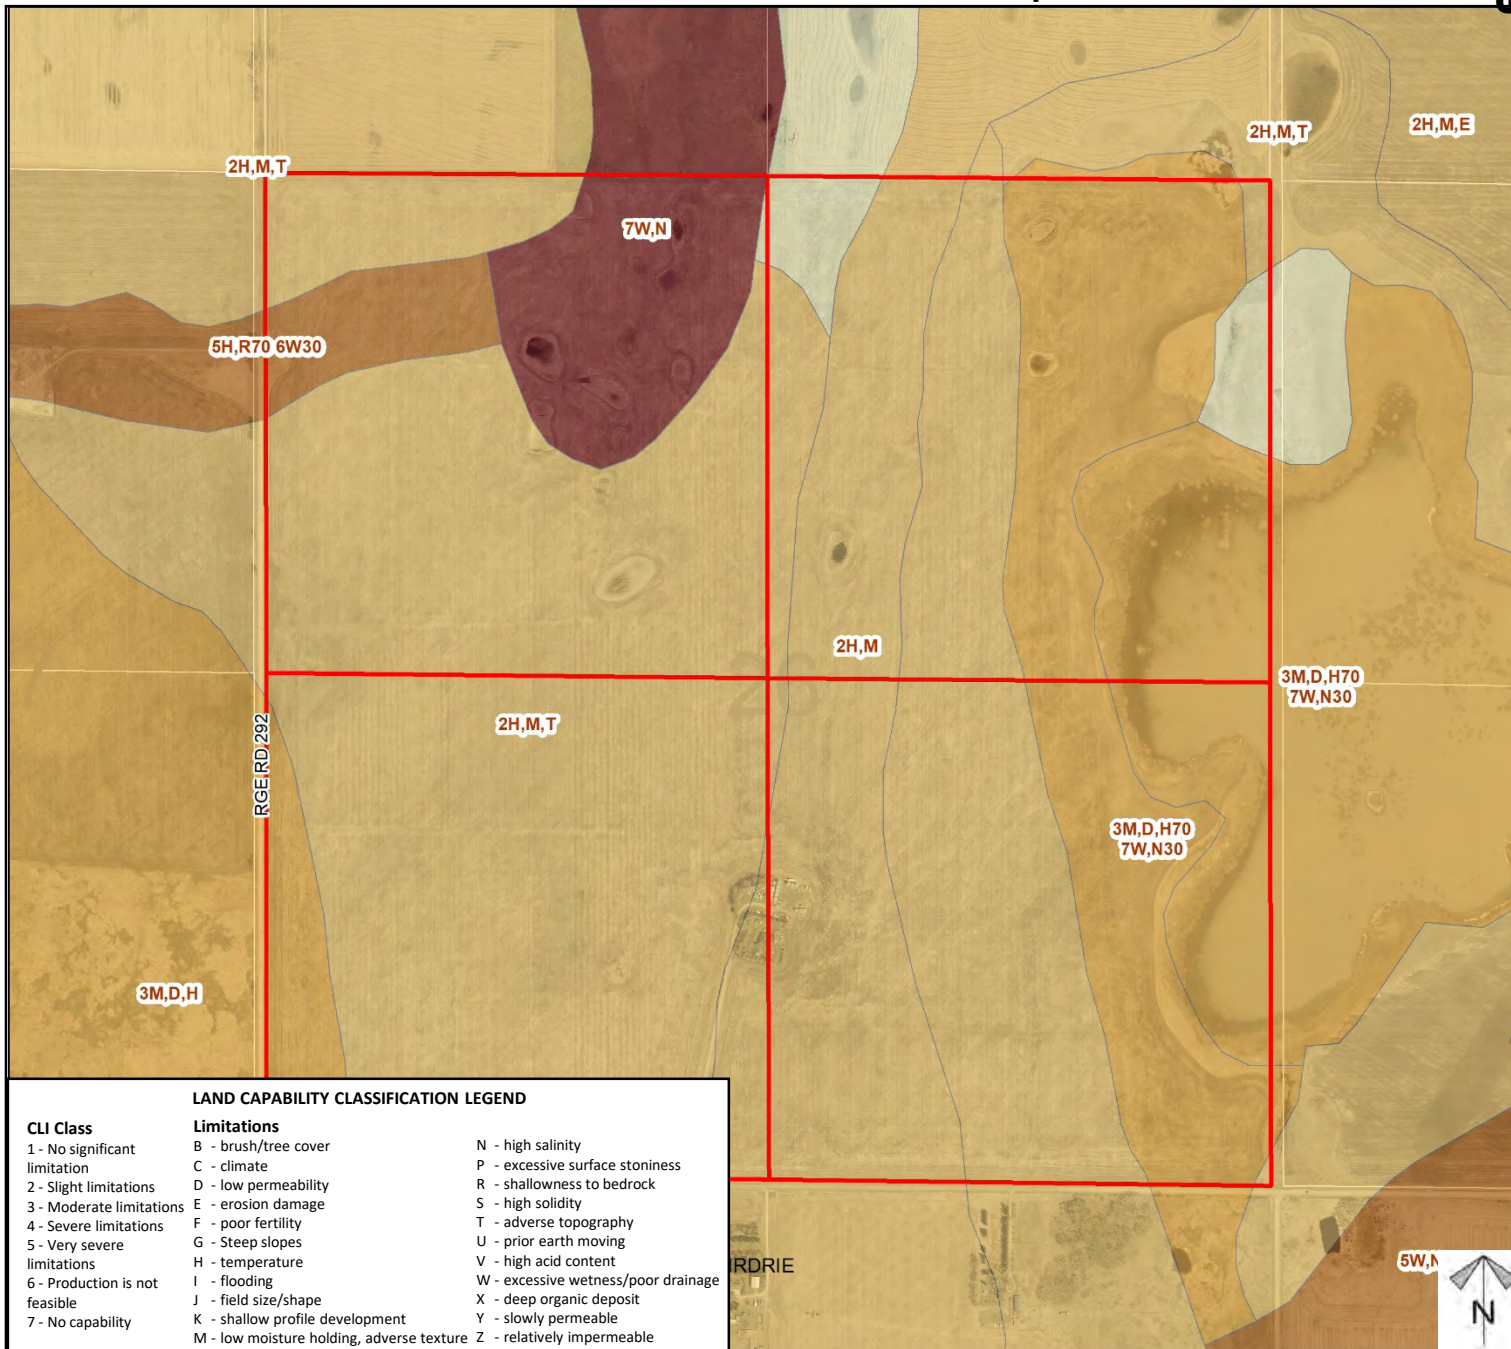 2H,M,T
2H,M,E
2H,M,T
7W,N
5H,R70 6W30
2H,M
3M,D,H70
7W,N30
2H,M,T
RGE RD 292
3M,D,H70
7W,N30
3M,D,H
LAND CAPABILITY CLASSIFICATION LEGEND
CLI Class
1 - No significant
limitation
2 - Slight limitations
3 - Moderate limitations
4 - Severe limitations
5 - Very severe
limitations
6 - Production is not
feasible
7 - No capability
Limitations
B - brush/tree cover
C - climate
D - low permeability
E - erosion damage
F - poor fertility
G - Steep slopes
H - temperature
I - flooding
J - field size/shape
K - shallow profile development
M - low moisture holding, adverse texture
N - high salinity
P - excessive surface stoniness
R - shallowness to bedrock
S - high solidity
T - adverse topography
U - prior earth moving
V - high acid content
W - excessive wetness/poor drainage
X - deep organic deposit
Y - slowly permeable
Z - relatively impermeable
IRDRIE
5W,N
N